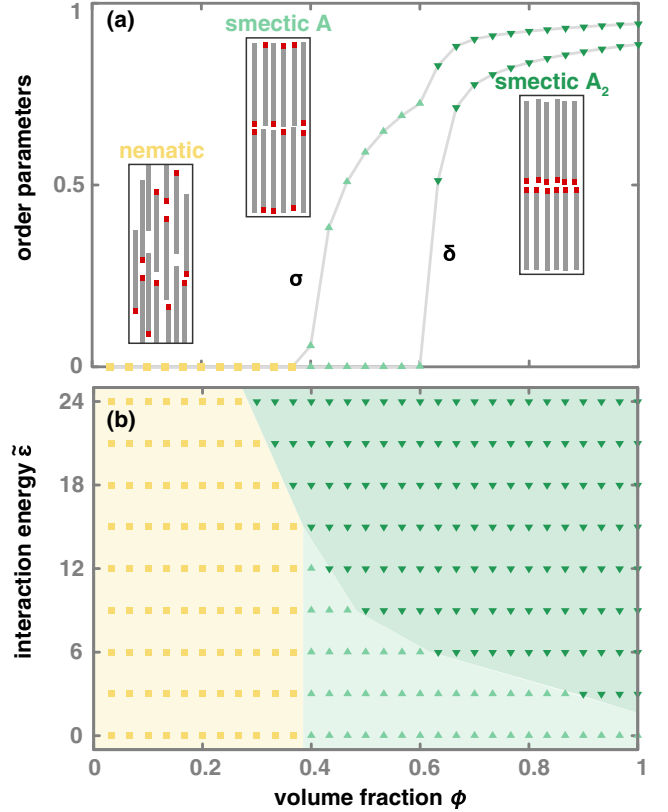 1
(a)
smectic A
smectic A₂
nematic
order parameters
0.5
σ
δ
0
24
(b)
18
interaction energy ε̃
12
6
0
0
0.2
0.4
0.6
0.8
1
volume fraction ϕ